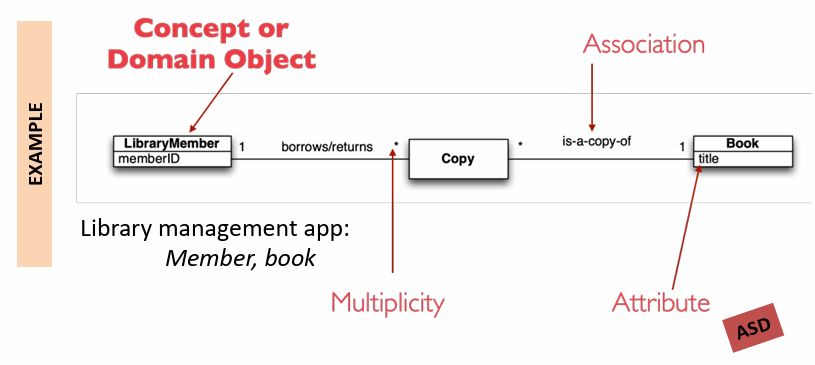 EXAMPLE
Concept or
Domain Object
Association
LibraryMember
memberID
1
borrows/returns
*
Copy
*
is-a-copy-of
1
Book
title
Library management app:
Member, book
Multiplicity
Attribute
ASD